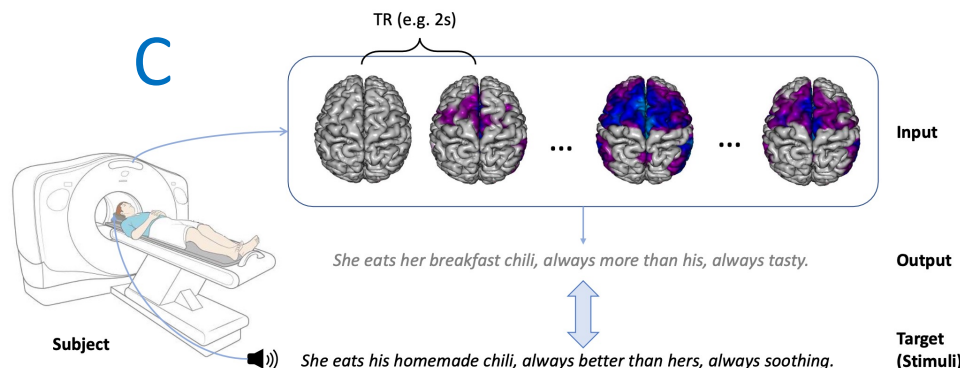 C
TR (e.g. 2s)
... ...
Input
She eats her breakfast chili, always more than his, always tasty.
Output
Subject
She eats his homemade chili, always better than hers, always soothing.
Target
(Stimuli)